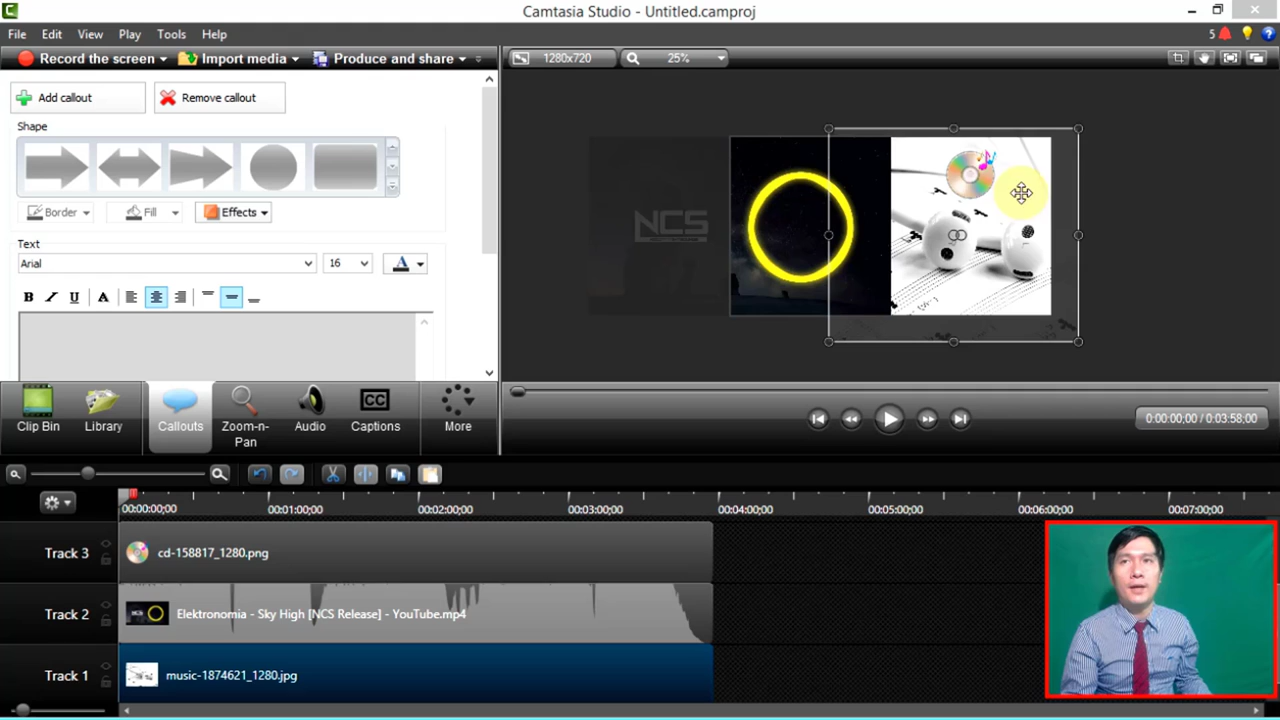 Camtasia Studio - Untitled.camproj
File Edit View Play Tools Help
5
Record the screen Import media Produce and share
1280x720 25%
Add callout Remove callout
Shape
Border Fill Effects
Text
Arial 16
B I U A
NCS
Clip Bin Library Callouts Zoom-n-Pan Audio Captions More
CC
0:00:00;00 / 0:03:58;00
00:00:00;00 00:01:00;00 00:02:00;00 00:03:00;00 00:04:00;00 00:05:00;00 00:06:00;00 00:07:00;00
Track 3 cd-158817_1280.png
Track 2 Elektronomia - Sky High [NCS Release] - YouTube.mp4
Track 1 music-1874621_1280.jpg